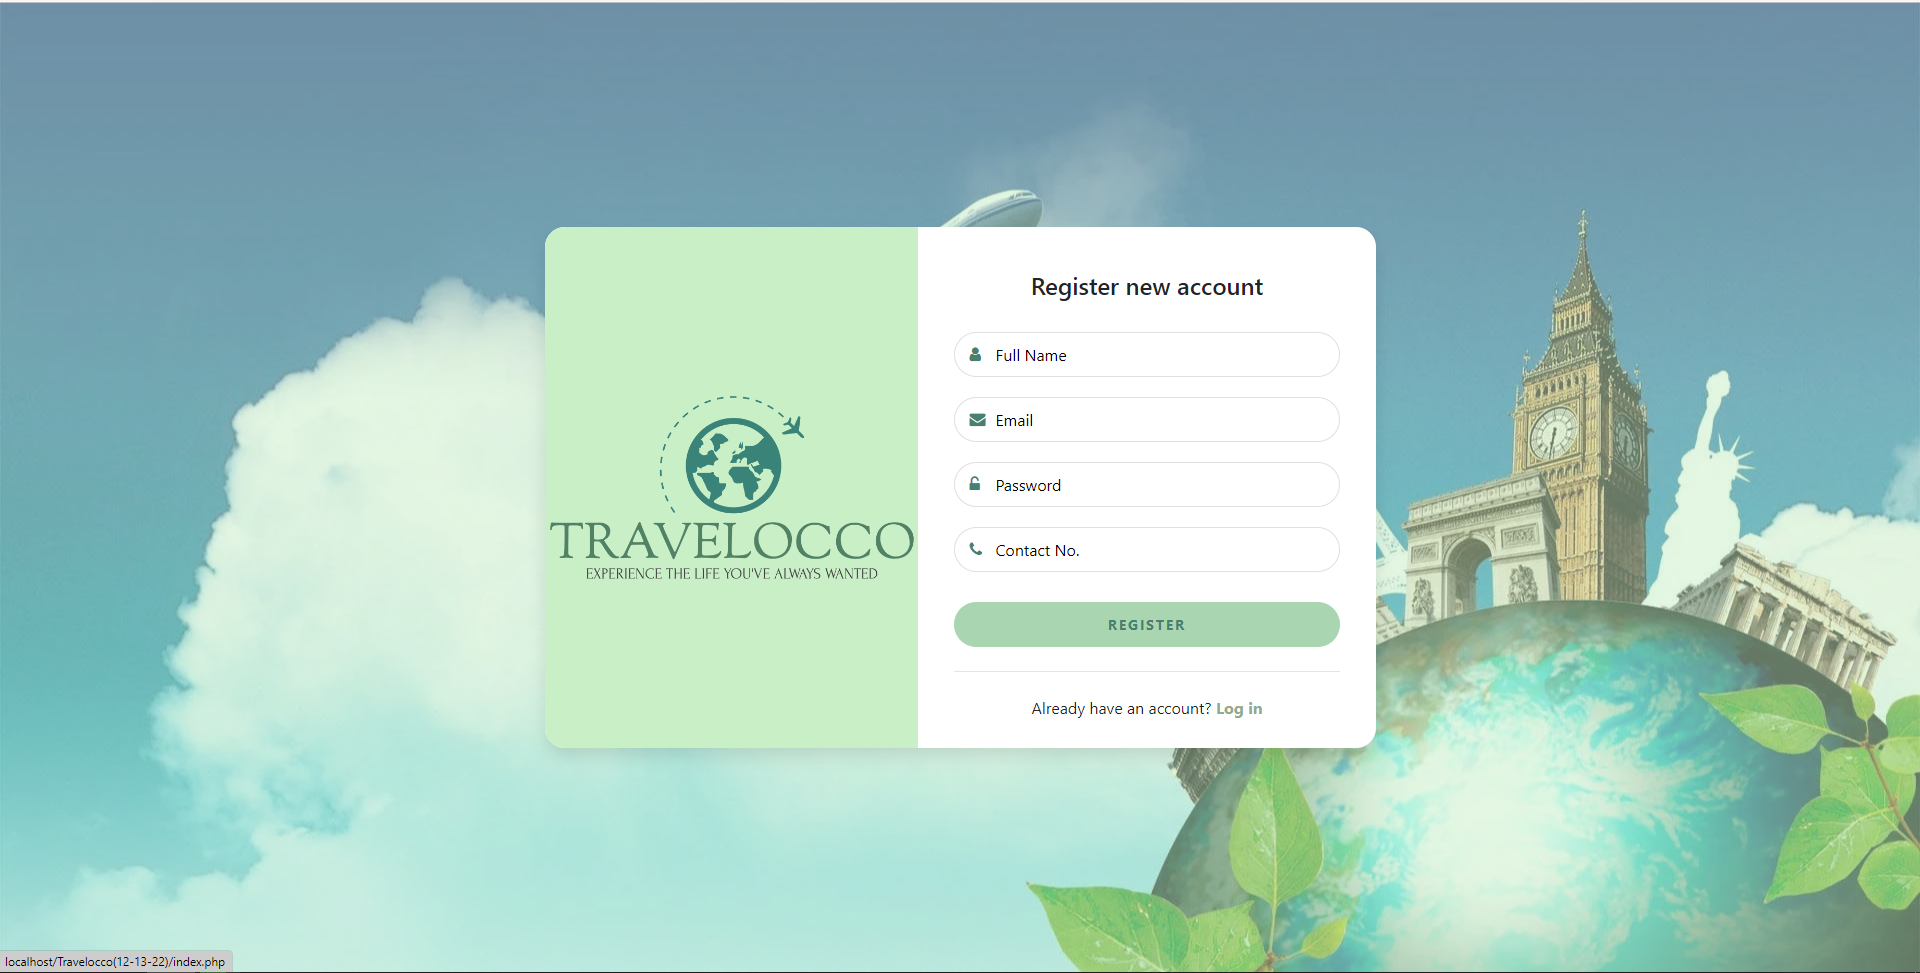 TRAVELOCCO
EXPERIENCE THE LIFE YOU'VE ALWAYS WANTED
Register new account
Full Name
Email
Password
Contact No.
REGISTER
Already have an account? Log in
localhost/Travelocco(12-13-22)/index.php